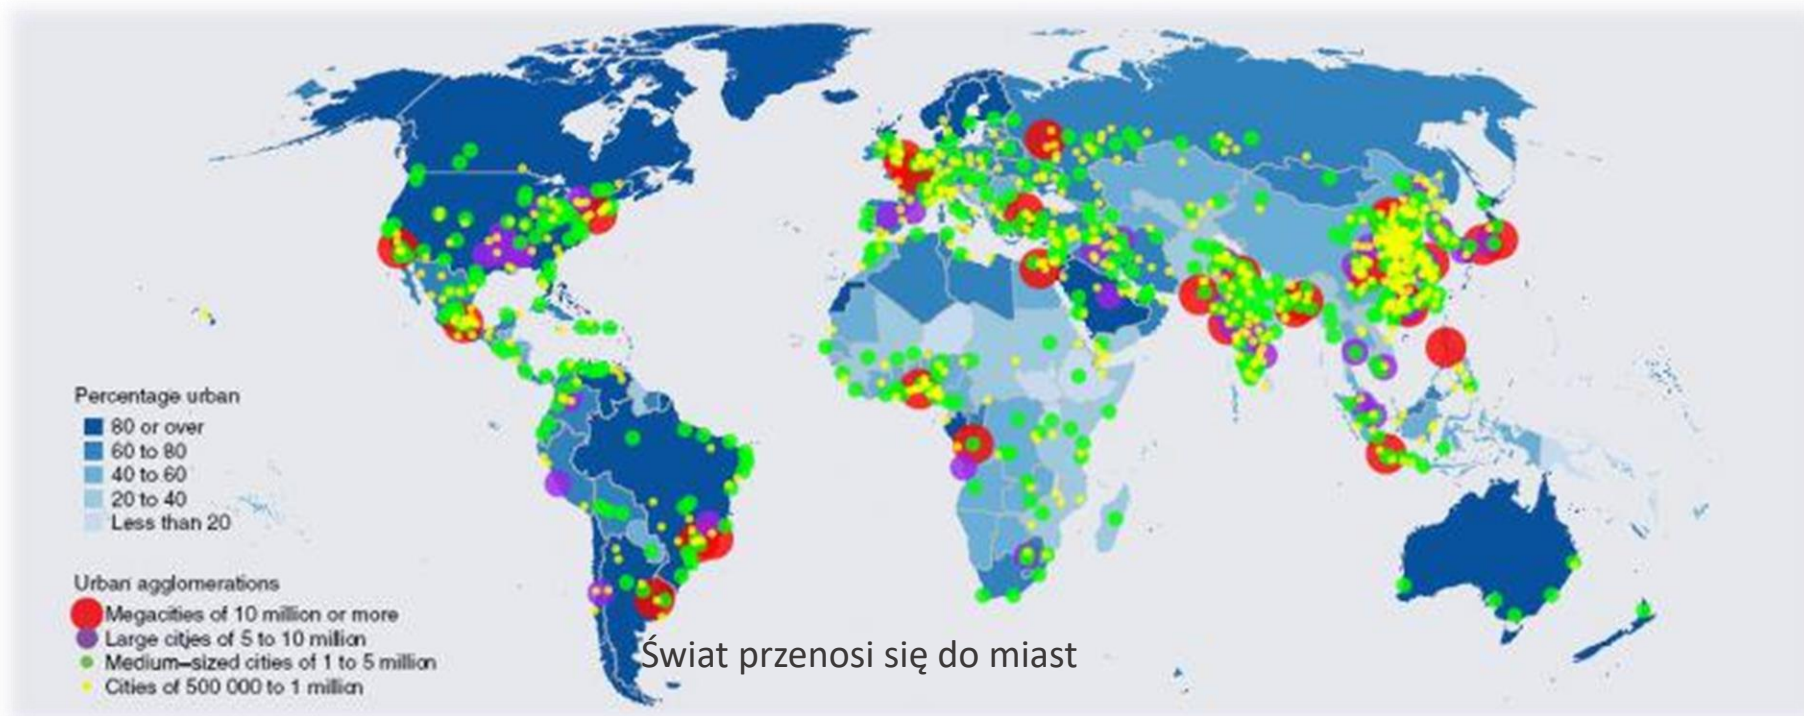 Percentage urban
80 or over
60 to 80
40 to 60
20 to 40
Less than 20
Urban agglomerations
Megacities of 10 million or more
Large cities of 5 to 10 million
Medium-sized cities of 1 to 5 million
Cities of 500 000 to 1 million
Świat przenosi się do miast